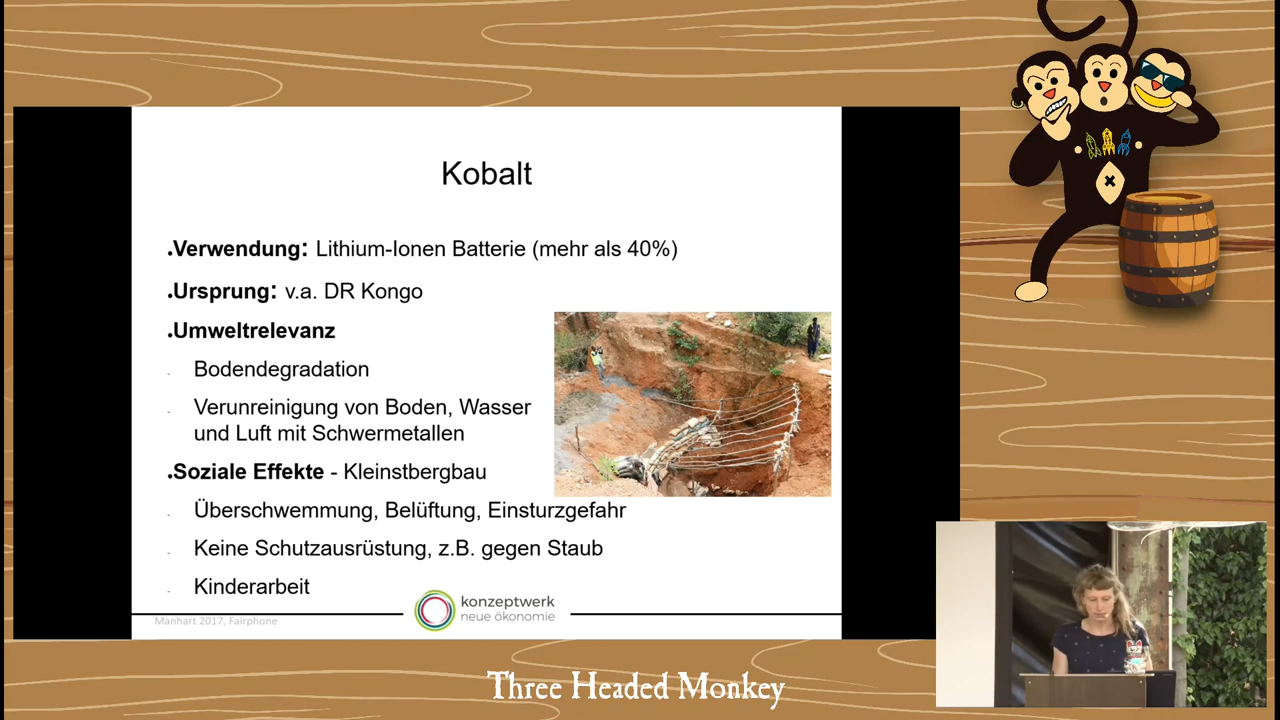 Kobalt
Verwendung: Lithium-Ionen Batterie (mehr als 40%)
Ursprung: v.a. DR Kongo
Umweltrelevanz
- Bodendegradation
- Verunreinigung von Boden, Wasser
und Luft mit Schwermetallen
Soziale Effekte - Kleinstbergbau
- Überschwemmung, Belüftung, Einsturzgefahr
- Keine Schutzausrüstung, z.B. gegen Staub
- Kinderarbeit
Manhart 2017, Fairphone
konzeptwerk
neue ökonomie
Three Headed Monkey